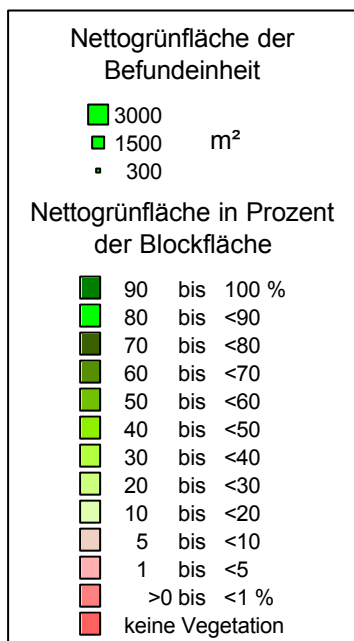 Nettogrünfläche der
Befundeinheit
3000
1500 m²
300
Nettogrünfläche in Prozent
der Blockfläche
90 bis 100 %
80 bis <90
70 bis <80
60 bis <70
50 bis <60
40 bis <50
30 bis <40
20 bis <30
10 bis <20
5 bis <10
1 bis <5
>0 bis <1 %
keine Vegetation